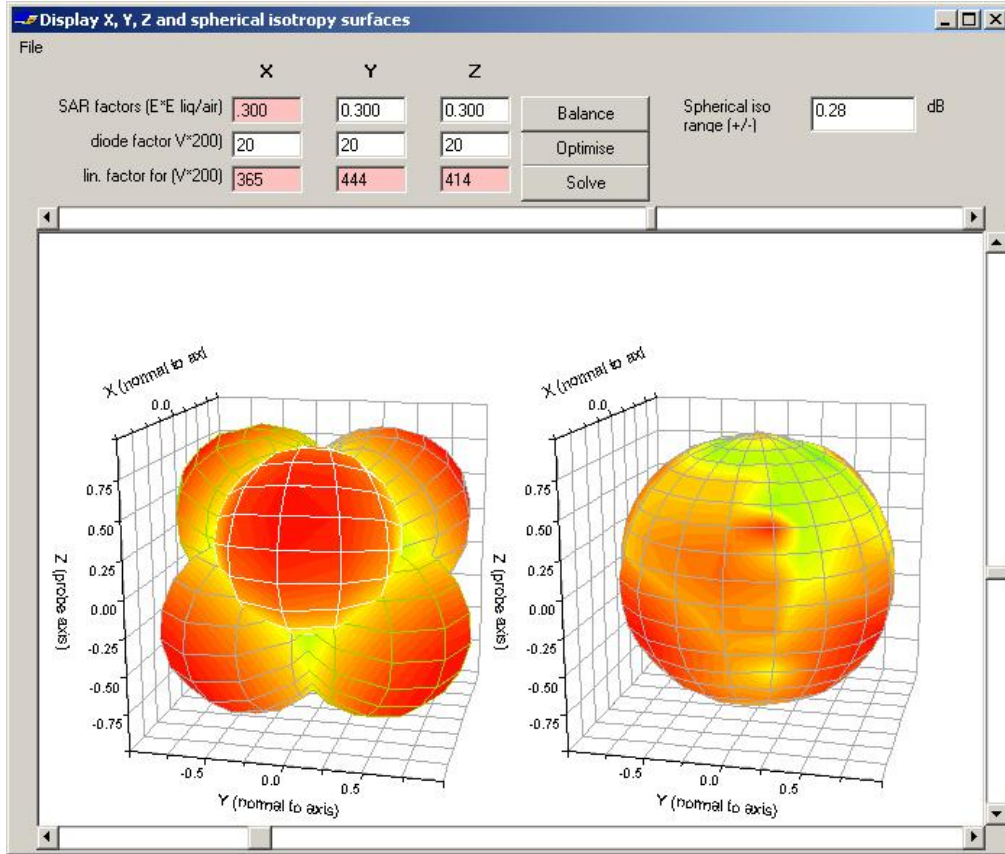 Display X, Y, Z and spherical isotropy surfaces
File
X Y Z
SAR factors (E*E liq/air) .300 0.300 0.300 Balance Spherical iso range (+/-) 0.28 dB
diode factor V*200) 20 20 20 Optimise
lin. factor for (V*200) 365 444 414 Solve
X (normal to axi
0.0
0.75
0.50
0.25
0.00
-0.25
-0.50
-0.75
Z (probe axis)
-0.5 0.0 0.5
Y (normal to axis)
X (normal to axi
0.0
0.75
0.50
0.25
0.00
-0.25
-0.50
-0.75
Z (probe axis)
-0.5 0.0 0.5
Y (normal to axis)